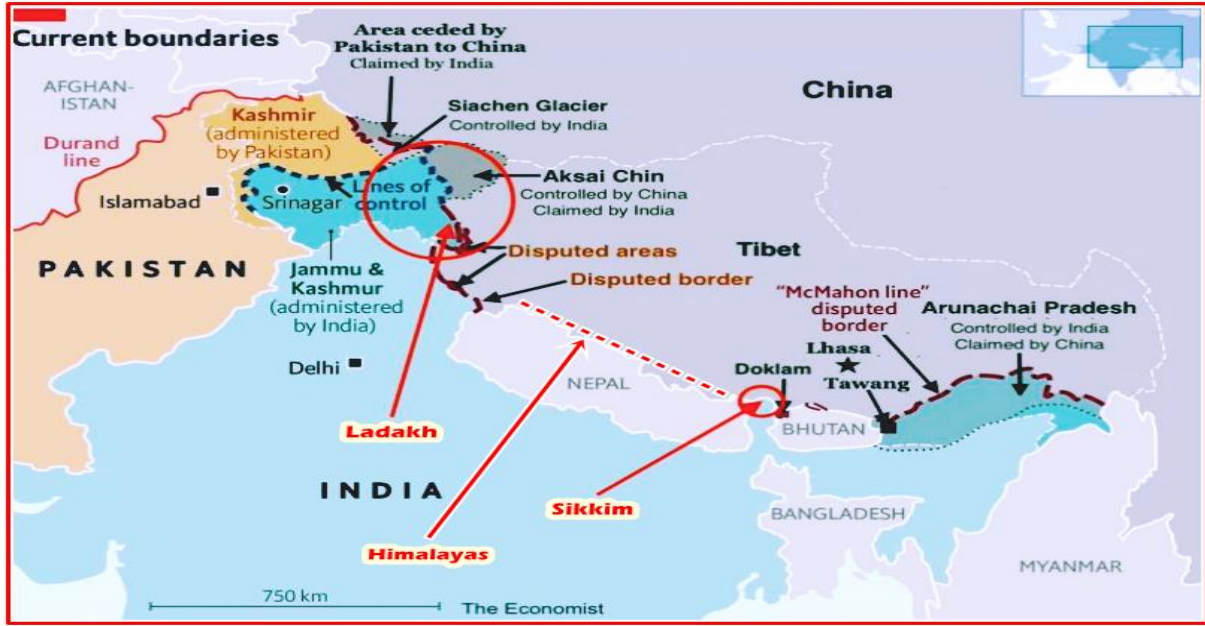 Current boundaries
Area ceded by
Pakistan to China
Claimed by India
China
AFGHAN-
ISTAN
Siachen Glacier
Controlled by India
Kashmir
(administered
by Pakistan)
Durand
line
Islamabad
Srinagar
Lines of
control
Aksai Chin
Controlled by China
Claimed by India
PAKISTAN
Jammu &
Kashmur
(administered
by India)
Disputed areas
Disputed border
Tibet
"McMahon line"
disputed
border
Arunachai Pradesh
Controlled by India
Claimed by China
Lhasa
Tawang
Delhi
NEPAL
Doklam
BHUTAN
Ladakh
INDIA
Sikkim
Himalayas
BANGLADESH
MYANMAR
750 km
The Economist